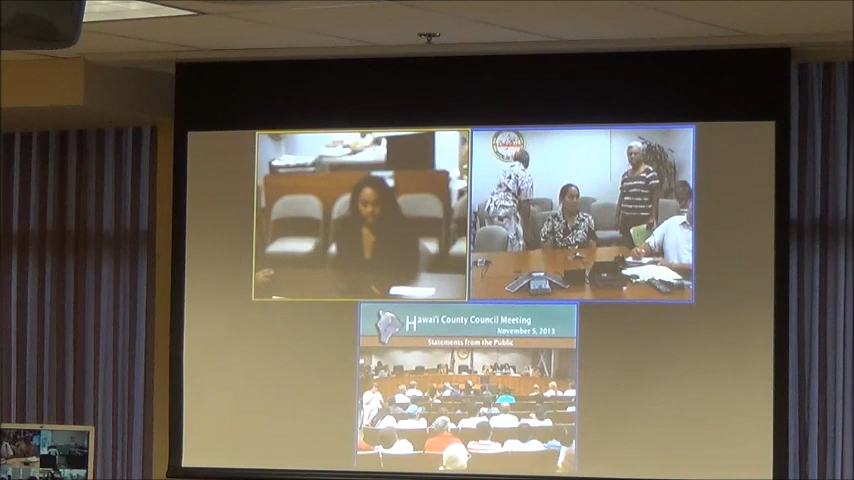 Hawai'i County Council Meeting
November 5, 2013
Statements from the Public